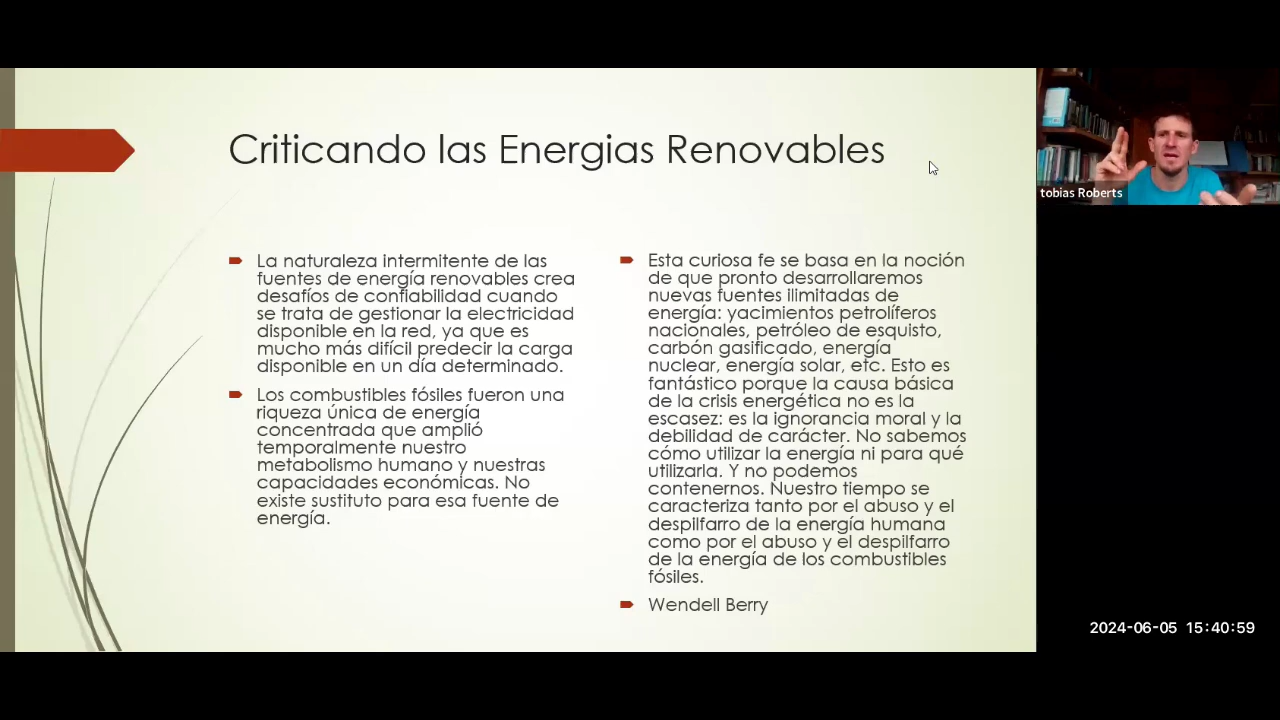 Criticando las Energias Renovables
La naturaleza intermitente de las
fuentes de energía renovables crea
desafíos de confiabilidad cuando
se trata de gestionar la electricidad
disponible en la red, ya que es
mucho más difícil predecir la carga
disponible en un día determinado.
Los combustibles fósiles fueron una
riqueza única de energía
concentrada que amplió
temporalmente nuestro
metabolismo humano y nuestras
capacidades económicas. No
existe sustituto para esa fuente de
energía.
Esta curiosa fe se basa en la noción
de que pronto desarrollaremos
nuevas fuentes ilimitadas de
energía: yacimientos petrolíferos
nacionales, petróleo de esquisto,
carbón gasificado, energía
nuclear, energía solar, etc. Esto es
fantástico porque la causa básica
de la crisis energética no es la
escasez: es la ignorancia moral y la
debilidad de carácter. No sabemos
cómo utilizar la energía ni para qué
utilizarla. Y no podemos
contenernos. Nuestro tiempo se
caracteriza tanto por el abuso y el
despilfarro de la energía humana
como por el abuso y el despilfarro
de la energía de los combustibles
fósiles.
Wendell Berry
tobias Roberts
2024-06-05 15:40:59